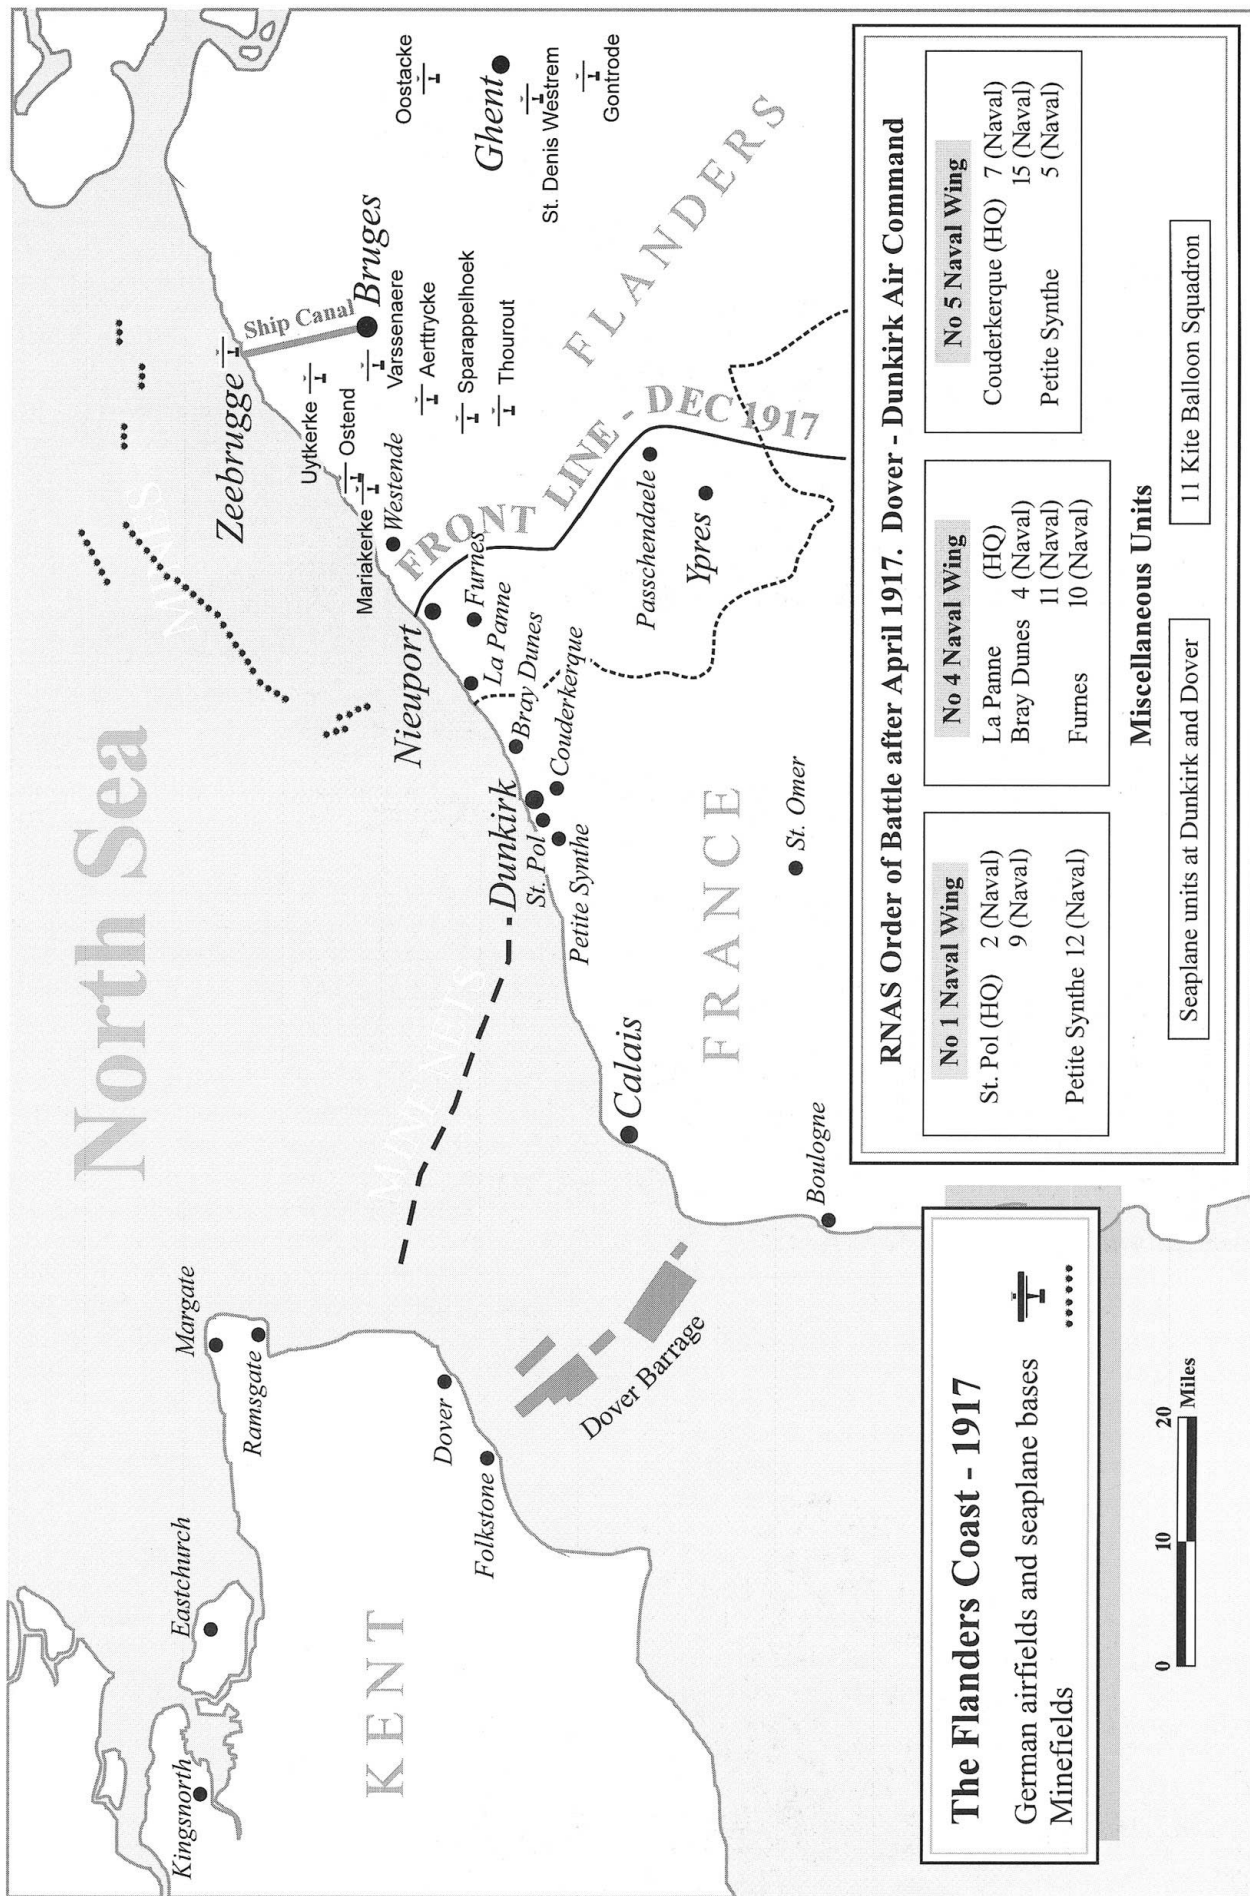 North Sea
MINES
MINE NETS
Kingsnorth
Eastchurch
Margate
Ramsgate
KENT
Dover
Folkstone
Dover Barrage
Calais
Boulogne
Dunkirk
St. Pol
Petite Synthe
Couderkerque
Bray Dunes
La Panne
Furnes
Nieuport
St. Omer
FRANCE
Westende
Mariakerke
Ostend
Uytkerke
Zeebrugge
Ship Canal
Bruges
Varssenaere
Aerttrycke
Sparappelhoek
Thourout
Oostacke
Ghent
St. Denis Westrem
Gontrode
FLANDERS
FRONT LINE - DEC 1917
Passchendaele
Ypres
The Flanders Coast - 1917
German airfields and seaplane bases
Minefields
0 10 20
Miles
RNAS Order of Battle after April 1917. Dover - Dunkirk Air Command
No 1 Naval Wing
St. Pol (HQ) 2 (Naval)
9 (Naval)
Petite Synthe 12 (Naval)
No 4 Naval Wing
La Panne (HQ)
Bray Dunes 4 (Naval)
11 (Naval)
Furnes 10 (Naval)
No 5 Naval Wing
Couderkerque (HQ) 7 (Naval)
15 (Naval)
Petite Synthe 5 (Naval)
Miscellaneous Units
Seaplane units at Dunkirk and Dover
11 Kite Balloon Squadron